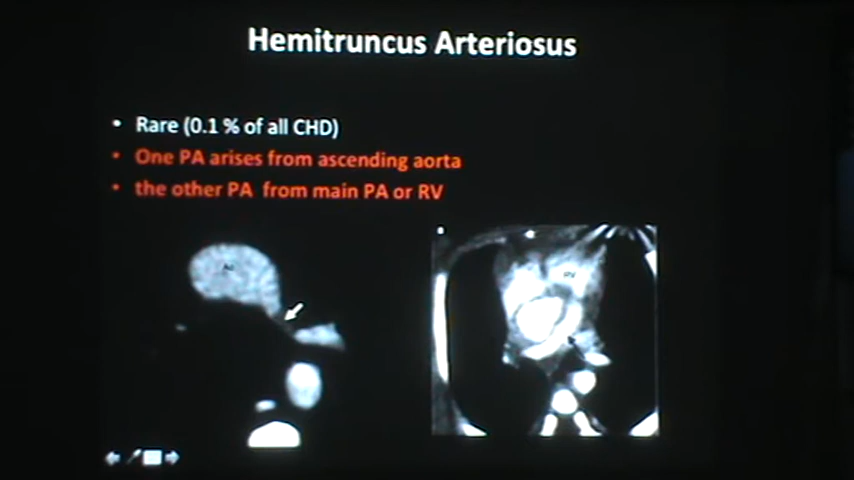 Hemitruncus Arteriosus
• Rare (0.1 % of all CHD)
• One PA arises from ascending aorta
• the other PA from main PA or RV